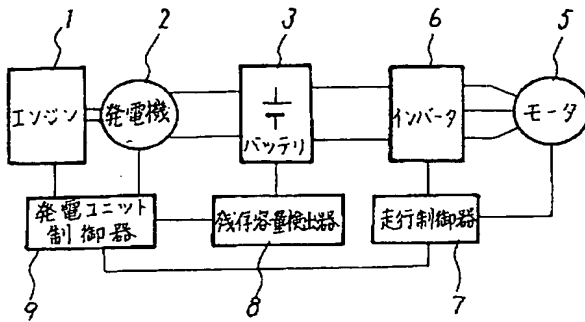 1
2
3
6
5
エンジン
発電機
バッテリ
インバータ
モータ
発電ユニット
制御器
残存容量検出器
走行制御器
9
8
7